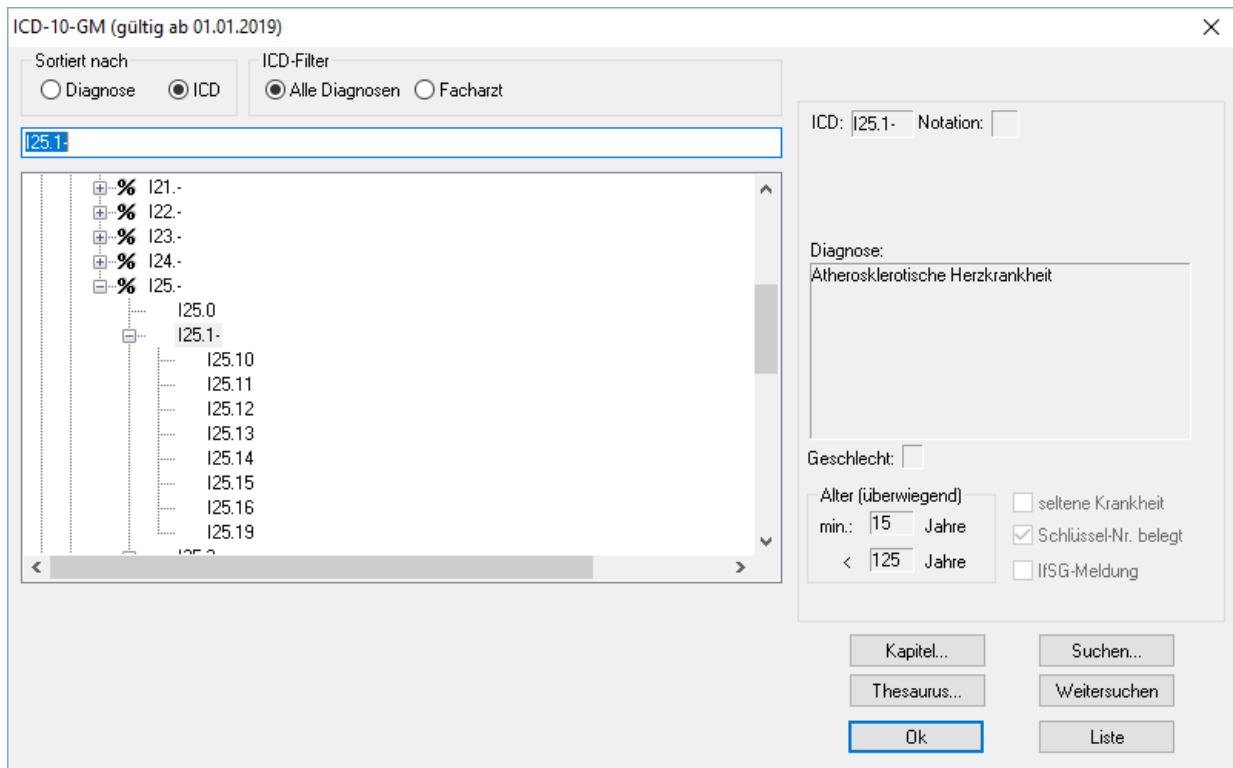 ICD-10-GM (gültig ab 01.01.2019)
Sortiert nach
Diagnose ICD
ICD-Filter
Alle Diagnosen Facharzt
I25.1-
% I21.-
% I22.-
% I23.-
% I24.-
% I25.-
I25.0
I25.1-
I25.10
I25.11
I25.12
I25.13
I25.14
I25.15
I25.16
I25.19
ICD: I25.1- Notation:
Diagnose:
Atherosklerotische Herzkrankheit
Geschlecht:
Alter (überwiegend)
min.: 15 Jahre
< 125 Jahre
seltene Krankheit
Schlüssel-Nr. belegt
IfSG-Meldung
Kapitel... Suchen...
Thesaurus... Weitersuchen
Ok Liste